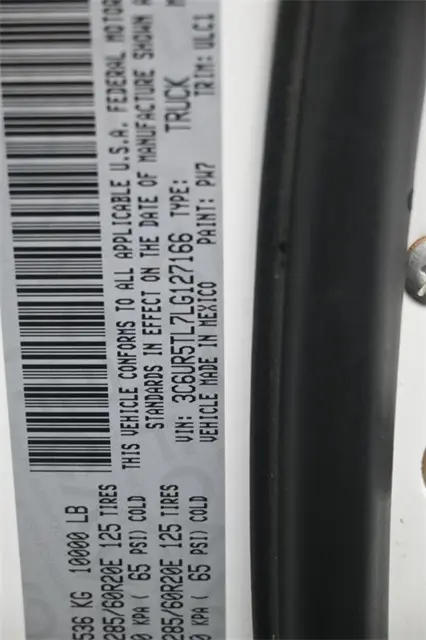 536 KG 10000 LB
285/60R20E 125 TIRES
0 KPA ( 65 PSI) COLD
THIS VEHICLE CONFORMS TO ALL APPLICABLE U.S.A. FEDERAL MOTOR
STANDARDS IN EFFECT ON THE DATE OF MANUFACTURE SHOWN A
VIN: 3C6UR5TL7LG127166 TYPE: TRUCK
VEHICLE MADE IN MEXICO PAINT: PW7 TRIM: ULC1
285/60R20E 125 TIRES
0 KPA ( 65 PSI) COLD